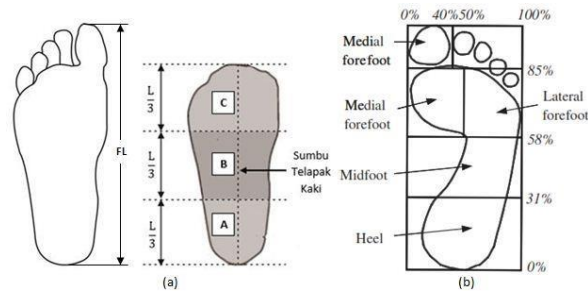 FL
L
3
L
3
L
3
C
B
A
Sumbu
Telapak
Kaki
(a)
0% 40% 50% 100%
Medial
forefoot
85%
Medial
forefoot
Lateral
forefoot
58%
Midfoot
31%
Heel
0%
(b)